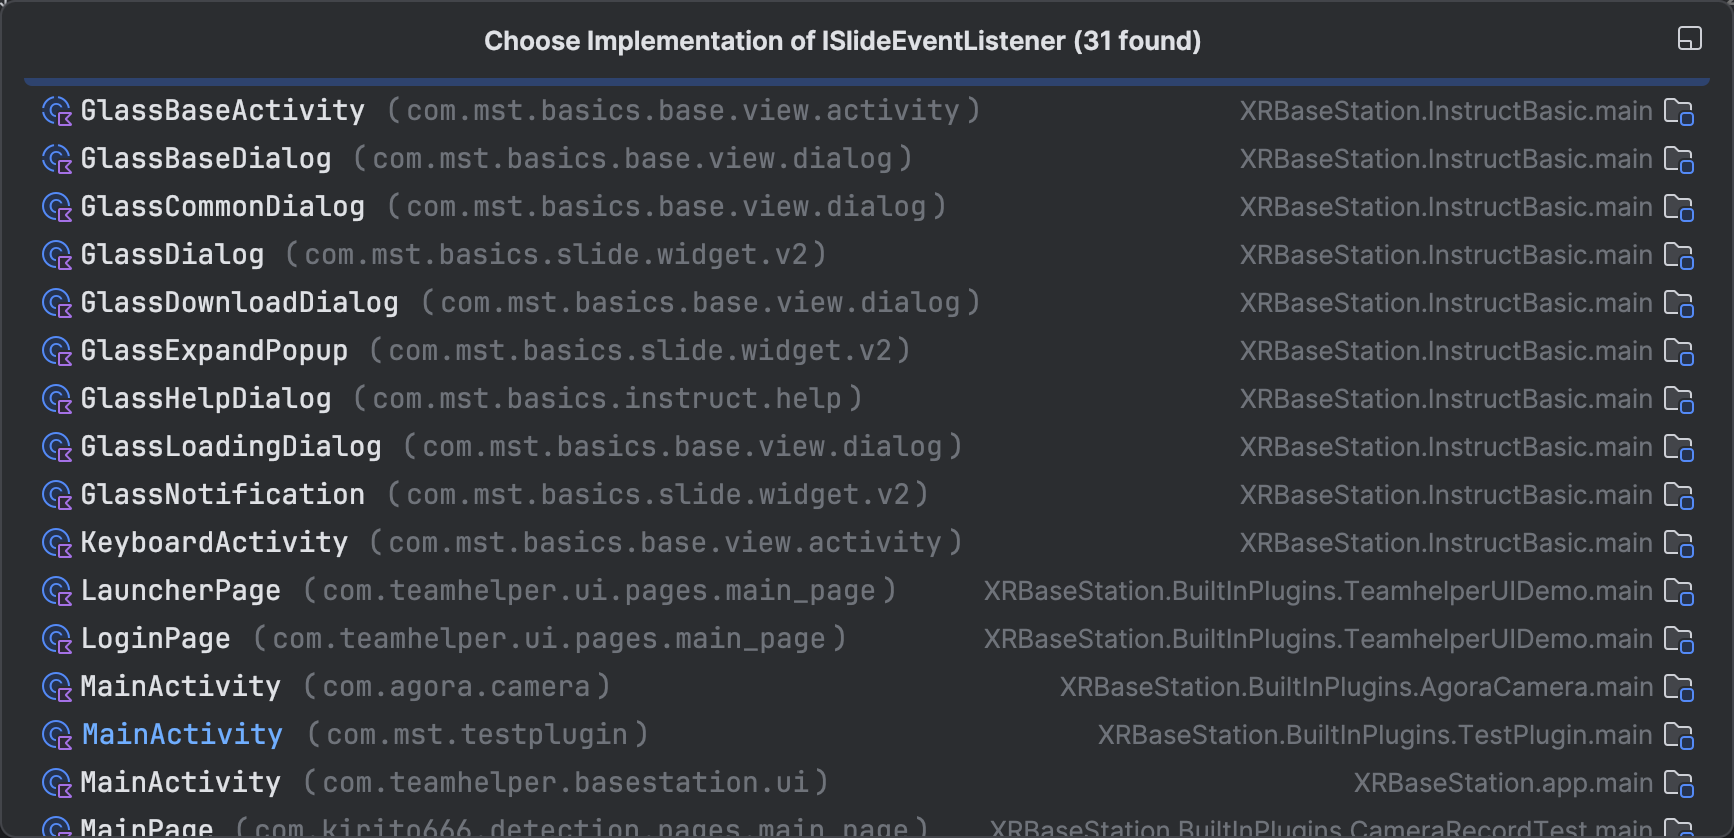 Choose Implementation of ISlideEventListener (31 found)
GlassBaseActivity (com.mst.basics.base.view.activity) XRBaseStation.InstructBasic.main
GlassBaseDialog (com.mst.basics.base.view.dialog) XRBaseStation.InstructBasic.main
GlassCommonDialog (com.mst.basics.base.view.dialog) XRBaseStation.InstructBasic.main
GlassDialog (com.mst.basics.slide.widget.v2) XRBaseStation.InstructBasic.main
GlassDownloadDialog (com.mst.basics.base.view.dialog) XRBaseStation.InstructBasic.main
GlassExpandPopup (com.mst.basics.slide.widget.v2) XRBaseStation.InstructBasic.main
GlassHelpDialog (com.mst.basics.instruct.help) XRBaseStation.InstructBasic.main
GlassLoadingDialog (com.mst.basics.base.view.dialog) XRBaseStation.InstructBasic.main
GlassNotification (com.mst.basics.slide.widget.v2) XRBaseStation.InstructBasic.main
KeyboardActivity (com.mst.basics.base.view.activity) XRBaseStation.InstructBasic.main
LauncherPage (com.teamhelper.ui.pages.main_page) XRBaseStation.BuiltInPlugins.TeamhelperUIDemo.main
LoginPage (com.teamhelper.ui.pages.main_page) XRBaseStation.BuiltInPlugins.TeamhelperUIDemo.main
MainActivity (com.agora.camera) XRBaseStation.BuiltInPlugins.AgoraCamera.main
MainActivity (com.mst.testplugin) XRBaseStation.BuiltInPlugins.TestPlugin.main
MainActivity (com.teamhelper.basestation.ui) XRBaseStation.app.main
MainPage (com.kirito666.detection.pages.main_page) XRBaseStation.BuiltInPlugins.CameraRecordTest.main